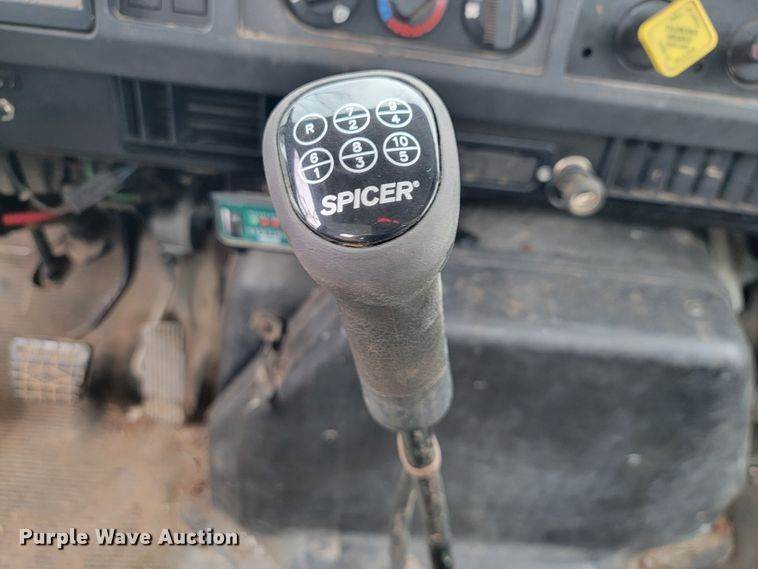 R 7 2 9 4
6 1 8 3 10 5
SPICER®
Purple Wave Auction